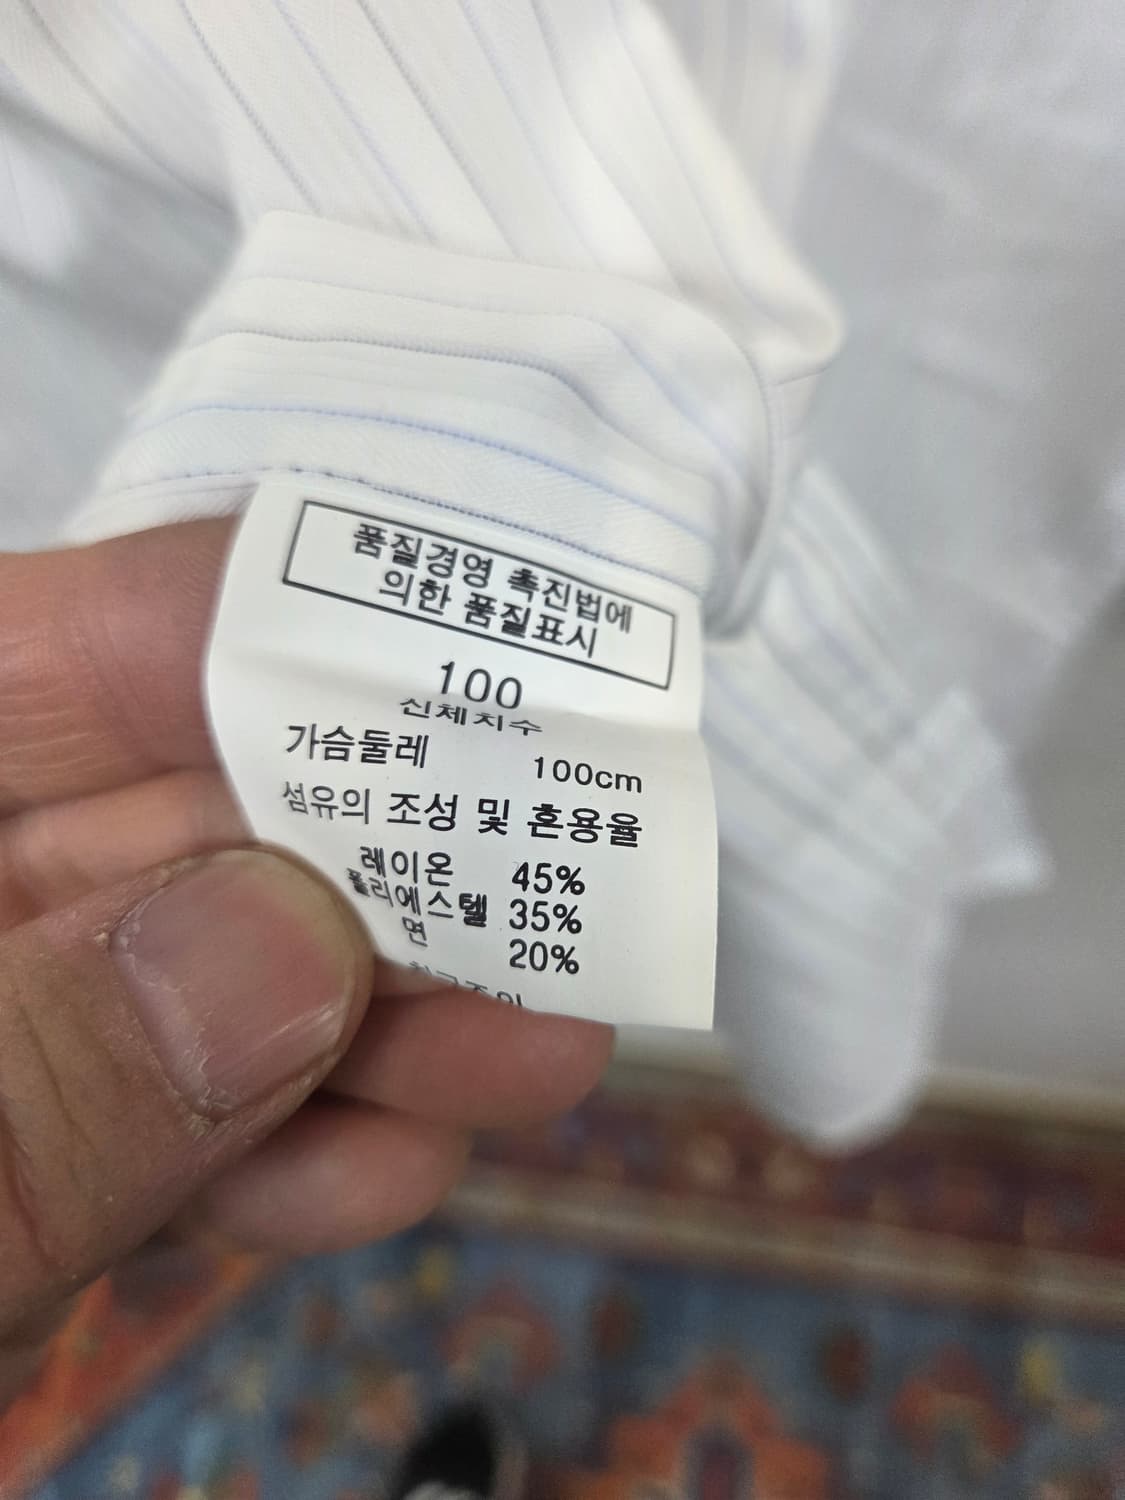 품질경영 촉진법에
의한 품질표시
100
신체치수
가슴둘레 100cm
섬유의 조성 및 혼용율
레이온 45%
폴리에스텔 35%
면 20%